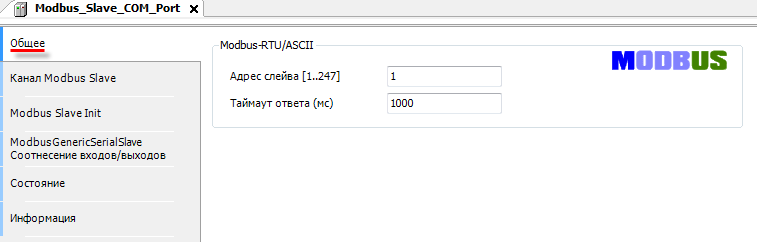 Modbus_Slave_COM_Port
Общее
Канал Modbus Slave
Modbus Slave Init
ModbusGenericSerialSlave
Соотнесение входов/выходов
Состояние
Информация
Modbus-RTU/ASCII
MODBUS
Адрес слейва [1..247] 1
Таймаут ответа (мс) 1000